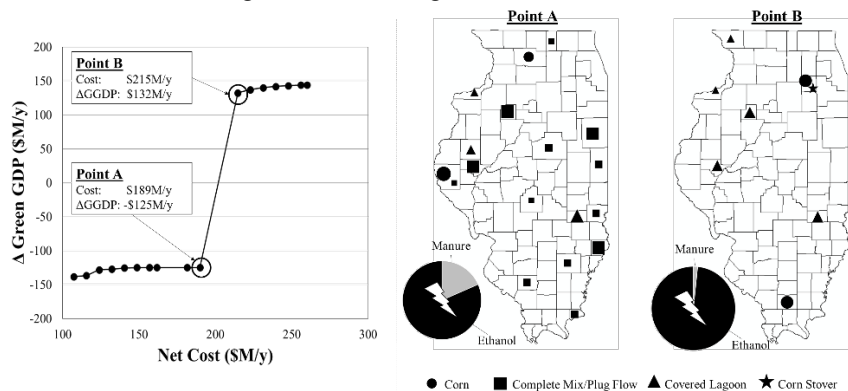 Point A
Point B
200
150
100
50
0
-50
-100
-150
-200
Δ Green GDP ($M/y)
Point B
Cost: $215M/y
ΔGGDP: $132M/y
Point A
Cost: $189M/y
ΔGGDP: -$125M/y
100 150 200 250 300
Net Cost ($M/y)
Manure
Ethanol
Manure
Ethanol
Corn Complete Mix/Plug Flow Covered Lagoon Corn Stover